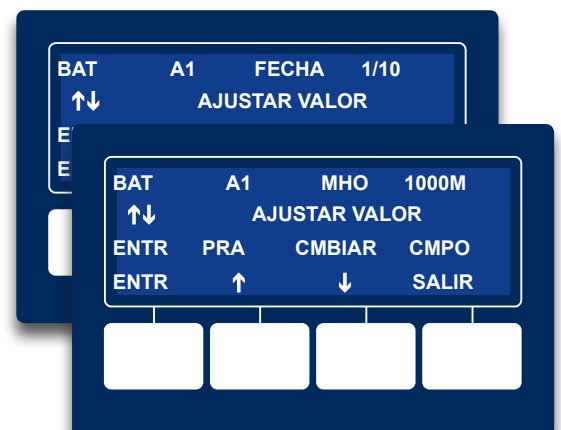 BAT A1 FECHA 1/10
↑↓ AJUSTAR VALOR
E
E
BAT A1 MHO 1000M
↑↓ AJUSTAR VALOR
ENTR PRA CMBIAR CMPO
ENTR ↑ ↓ SALIR